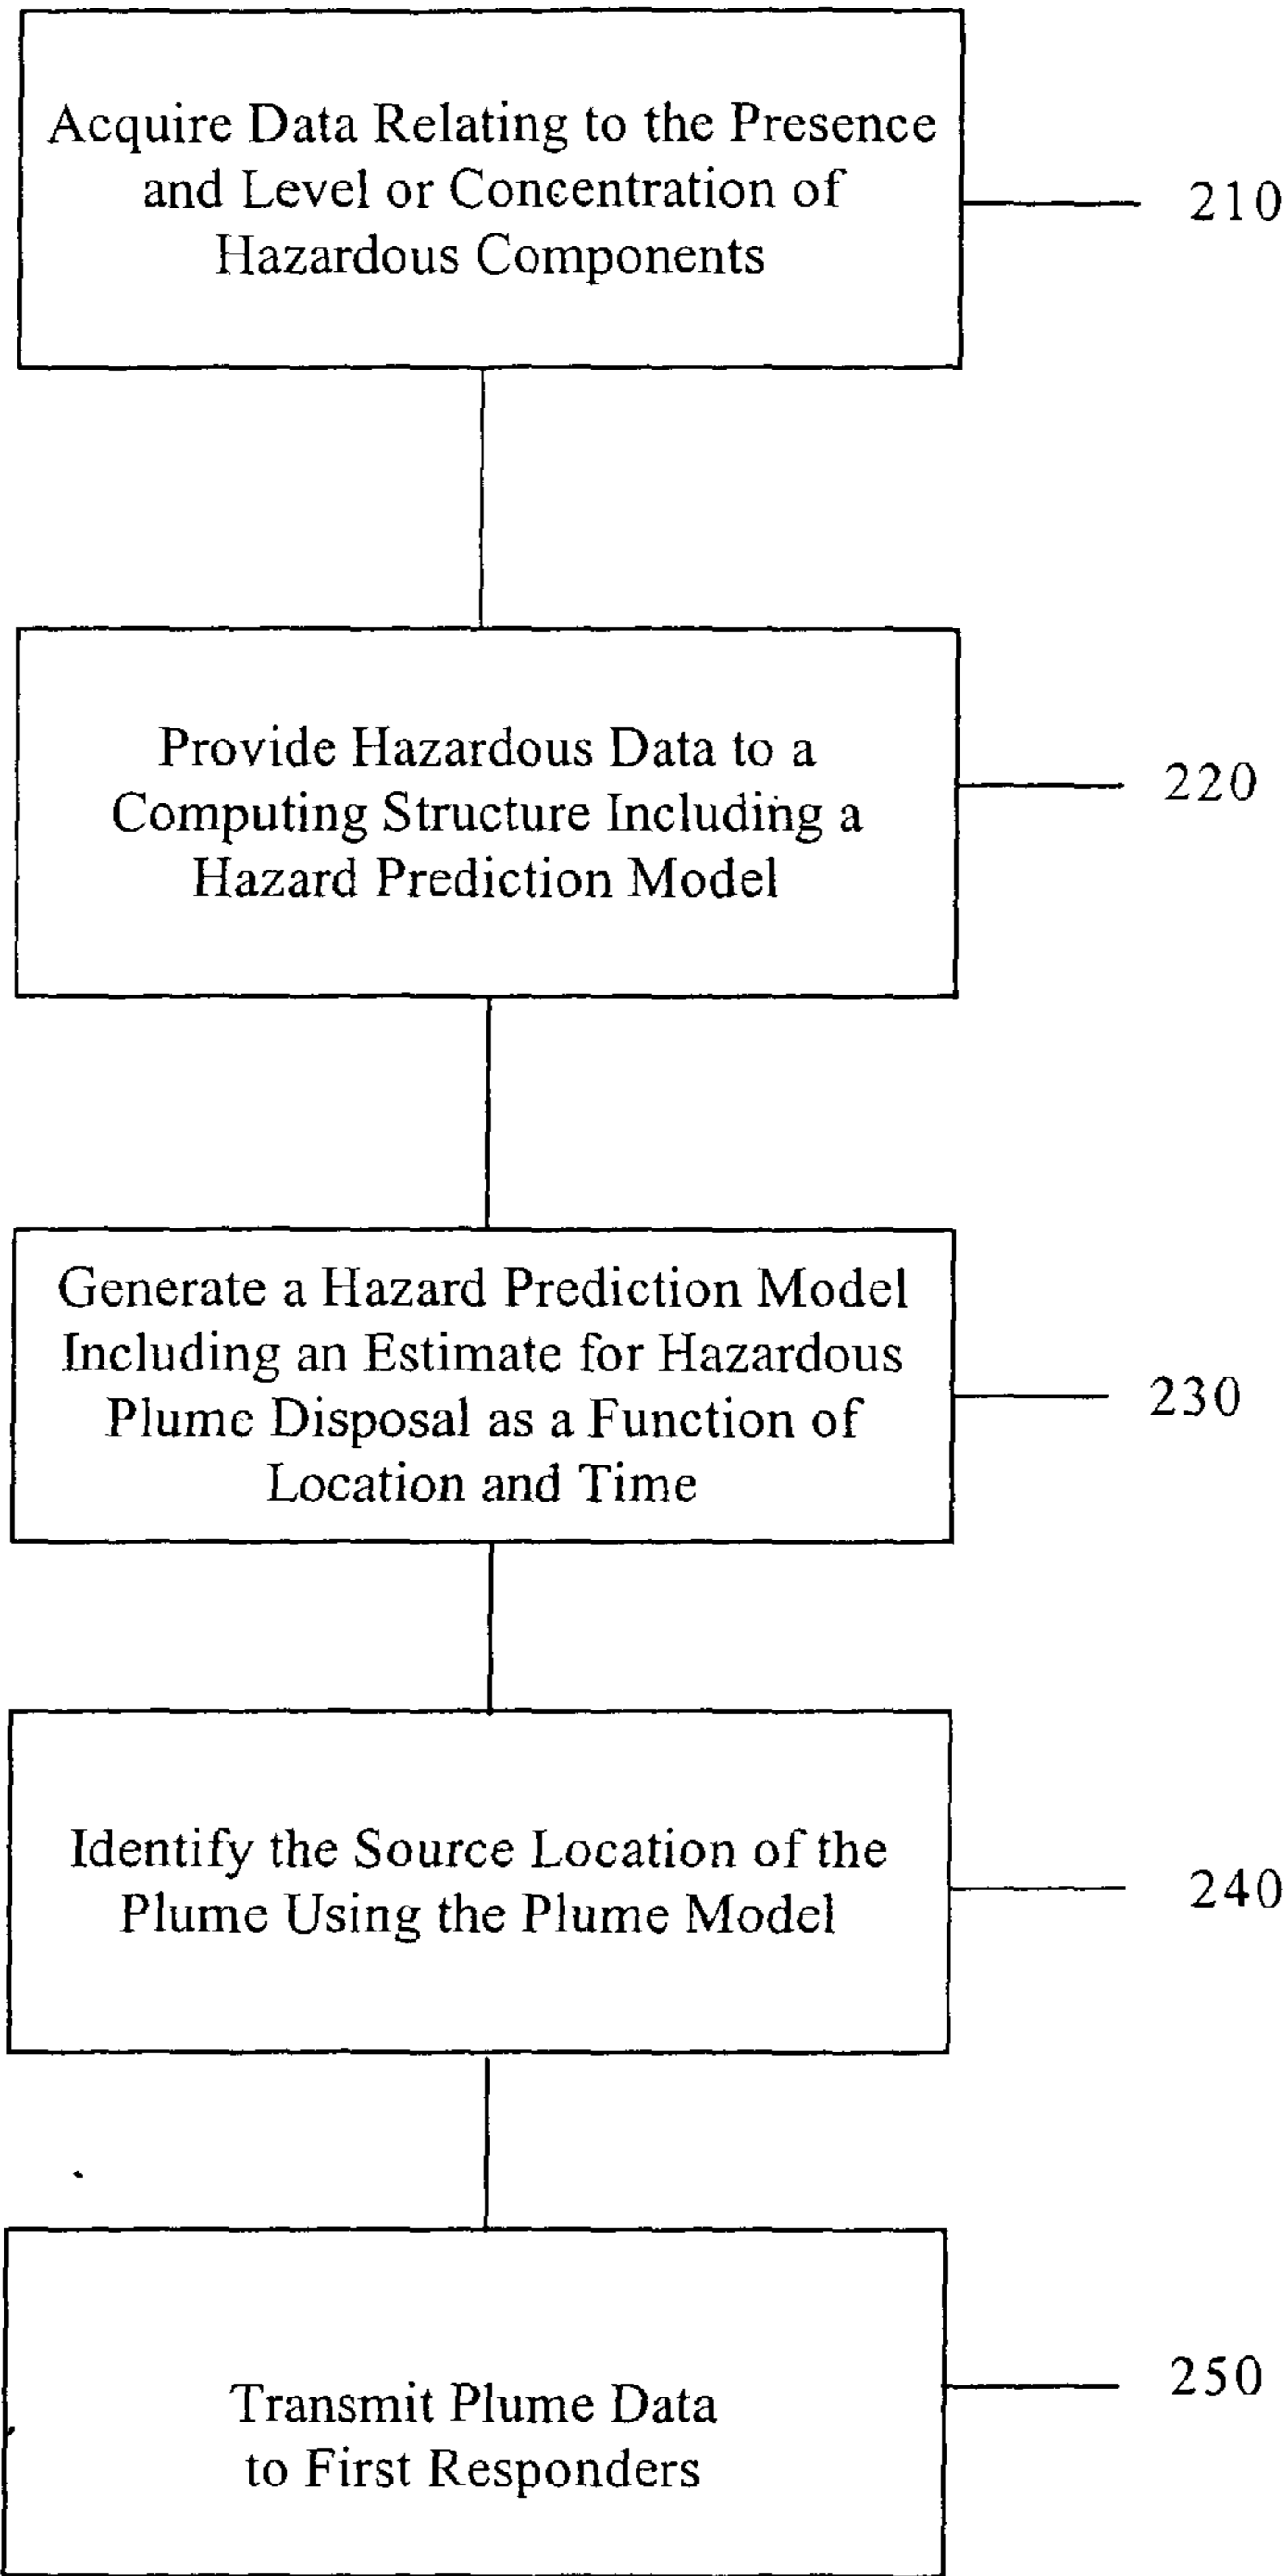 Acquire Data Relating to the Presence
and Level or Concentration of
Hazardous Components
210
Provide Hazardous Data to a
Computing Structure Including a
Hazard Prediction Model
220
Generate a Hazard Prediction Model
Including an Estimate for Hazardous
Plume Disposal as a Function of
Location and Time
230
Identify the Source Location of the
Plume Using the Plume Model
240
Transmit Plume Data
to First Responders
250